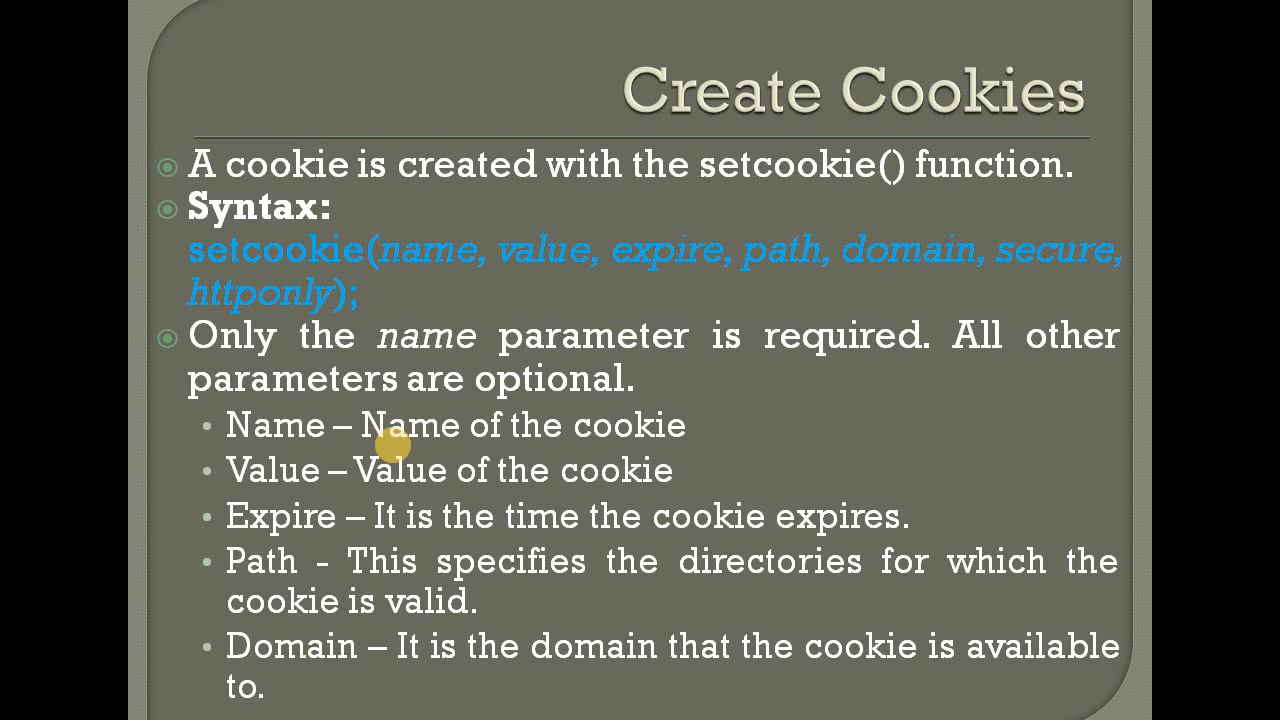 Create Cookies
A cookie is created with the setcookie() function.
Syntax:
setcookie(name, value, expire, path, domain, secure,
httponly);
Only the name parameter is required. All other
parameters are optional.
Name – Name of the cookie
Value – Value of the cookie
Expire – It is the time the cookie expires.
Path - This specifies the directories for which the
cookie is valid.
Domain – It is the domain that the cookie is available
to.